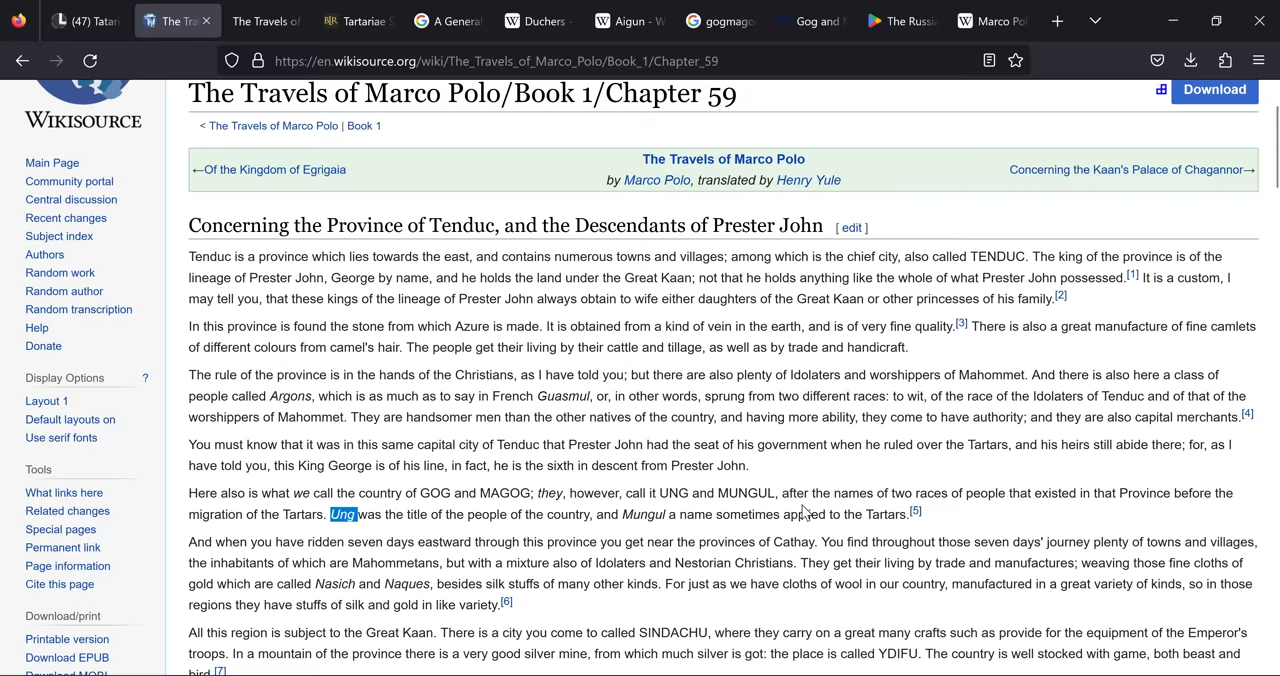 (47) Tatari
The Tra
The Travels of
Tartariae S
A General
Duchers -
Aigun - W
gogmago
Gog and
The Russia
Marco Po
https://en.wikisource.org/wiki/The_Travels_of_Marco_Polo/Book_1/Chapter_59
WIKISOURCE
Main Page
Community portal
Central discussion
Recent changes
Subject index
Authors
Random work
Random author
Random transcription
Help
Donate
Display Options ?
Layout 1
Default layouts on
Use serif fonts
Tools
What links here
Related changes
Special pages
Permanent link
Page information
Cite this page
Download/print
Printable version
Download EPUB
Download MOBI
The Travels of Marco Polo/Book 1/Chapter 59
Download
< The Travels of Marco Polo | Book 1
←Of the Kingdom of Egrigaia
The Travels of Marco Polo
by Marco Polo, translated by Henry Yule
Concerning the Kaan's Palace of Chagannor→
Concerning the Province of Tenduc, and the Descendants of Prester John [ edit ]
Tenduc is a province which lies towards the east, and contains numerous towns and villages; among which is the chief city, also called TENDUC. The king of the province is of the
lineage of Prester John, George by name, and he holds the land under the Great Kaan; not that he holds anything like the whole of what Prester John possessed.[1] It is a custom, I
may tell you, that these kings of the lineage of Prester John always obtain to wife either daughters of the Great Kaan or other princesses of his family.[2]
In this province is found the stone from which Azure is made. It is obtained from a kind of vein in the earth, and is of very fine quality.[3] There is also a great manufacture of fine camlets
of different colours from camel's hair. The people get their living by their cattle and tillage, as well as by trade and handicraft.
The rule of the province is in the hands of the Christians, as I have told you; but there are also plenty of Idolaters and worshippers of Mahommet. And there is also here a class of
people called Argons, which is as much as to say in French Guasmul, or, in other words, sprung from two different races: to wit, of the race of the Idolaters of Tenduc and of that of the
worshippers of Mahommet. They are handsomer men than the other natives of the country, and having more ability, they come to have authority; and they are also capital merchants.[4]
You must know that it was in this same capital city of Tenduc that Prester John had the seat of his government when he ruled over the Tartars, and his heirs still abide there; for, as I
have told you, this King George is of his line, in fact, he is the sixth in descent from Prester John.
Here also is what we call the country of GOG and MAGOG; they, however, call it UNG and MUNGUL, after the names of two races of people that existed in that Province before the
migration of the Tartars. Ung was the title of the people of the country, and Mungul a name sometimes applied to the Tartars.[5]
And when you have ridden seven days eastward through this province you get near the provinces of Cathay. You find throughout those seven days' journey plenty of towns and villages,
the inhabitants of which are Mahommetans, but with a mixture also of Idolaters and Nestorian Christians. They get their living by trade and manufactures; weaving those fine cloths of
gold which are called Nasich and Naques, besides silk stuffs of many other kinds. For just as we have cloths of wool in our country, manufactured in a great variety of kinds, so in those
regions they have stuffs of silk and gold in like variety.[6]
All this region is subject to the Great Kaan. There is a city you come to called SINDACHU, where they carry on a great many crafts such as provide for the equipment of the Emperor's
troops. In a mountain of the province there is a very good silver mine, from which much silver is got: the place is called YDIFU. The country is well stocked with game, both beast and
bird.[7]